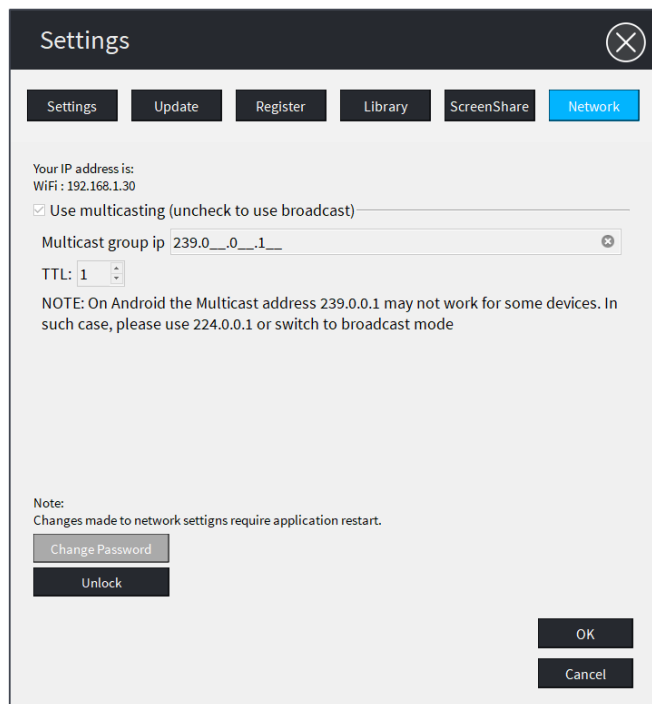 Settings
Settings Update Register Library ScreenShare Network
Your IP address is:
WiFi : 192.168.1.30
Use multicasting (uncheck to use broadcast)
Multicast group ip 239.0__.0__.1__
TTL: 1
NOTE: On Android the Multicast address 239.0.0.1 may not work for some devices. In
such case, please use 224.0.0.1 or switch to broadcast mode
Note:
Changes made to network settigns require application restart.
Change Password
Unlock
OK
Cancel